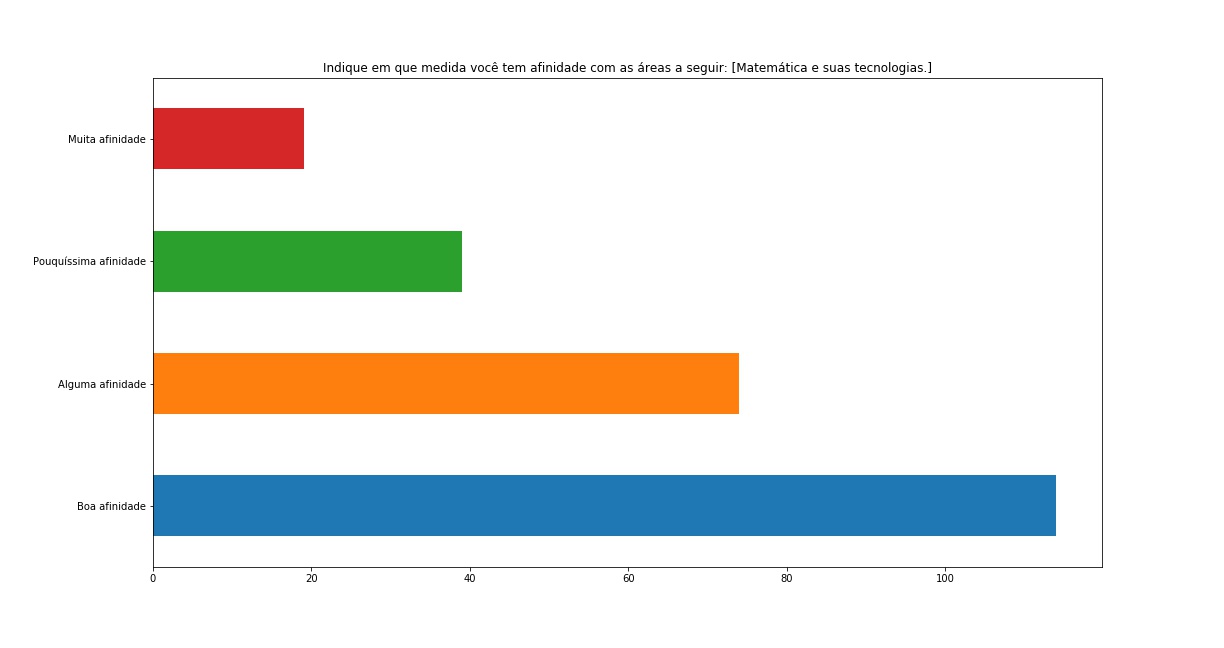 Indique em que medida você tem afinidade com as áreas a seguir: [Matemática e suas tecnologias.]
Muita afinidade
Pouquíssima afinidade
Alguma afinidade
Boa afinidade
0 20 40 60 80 100